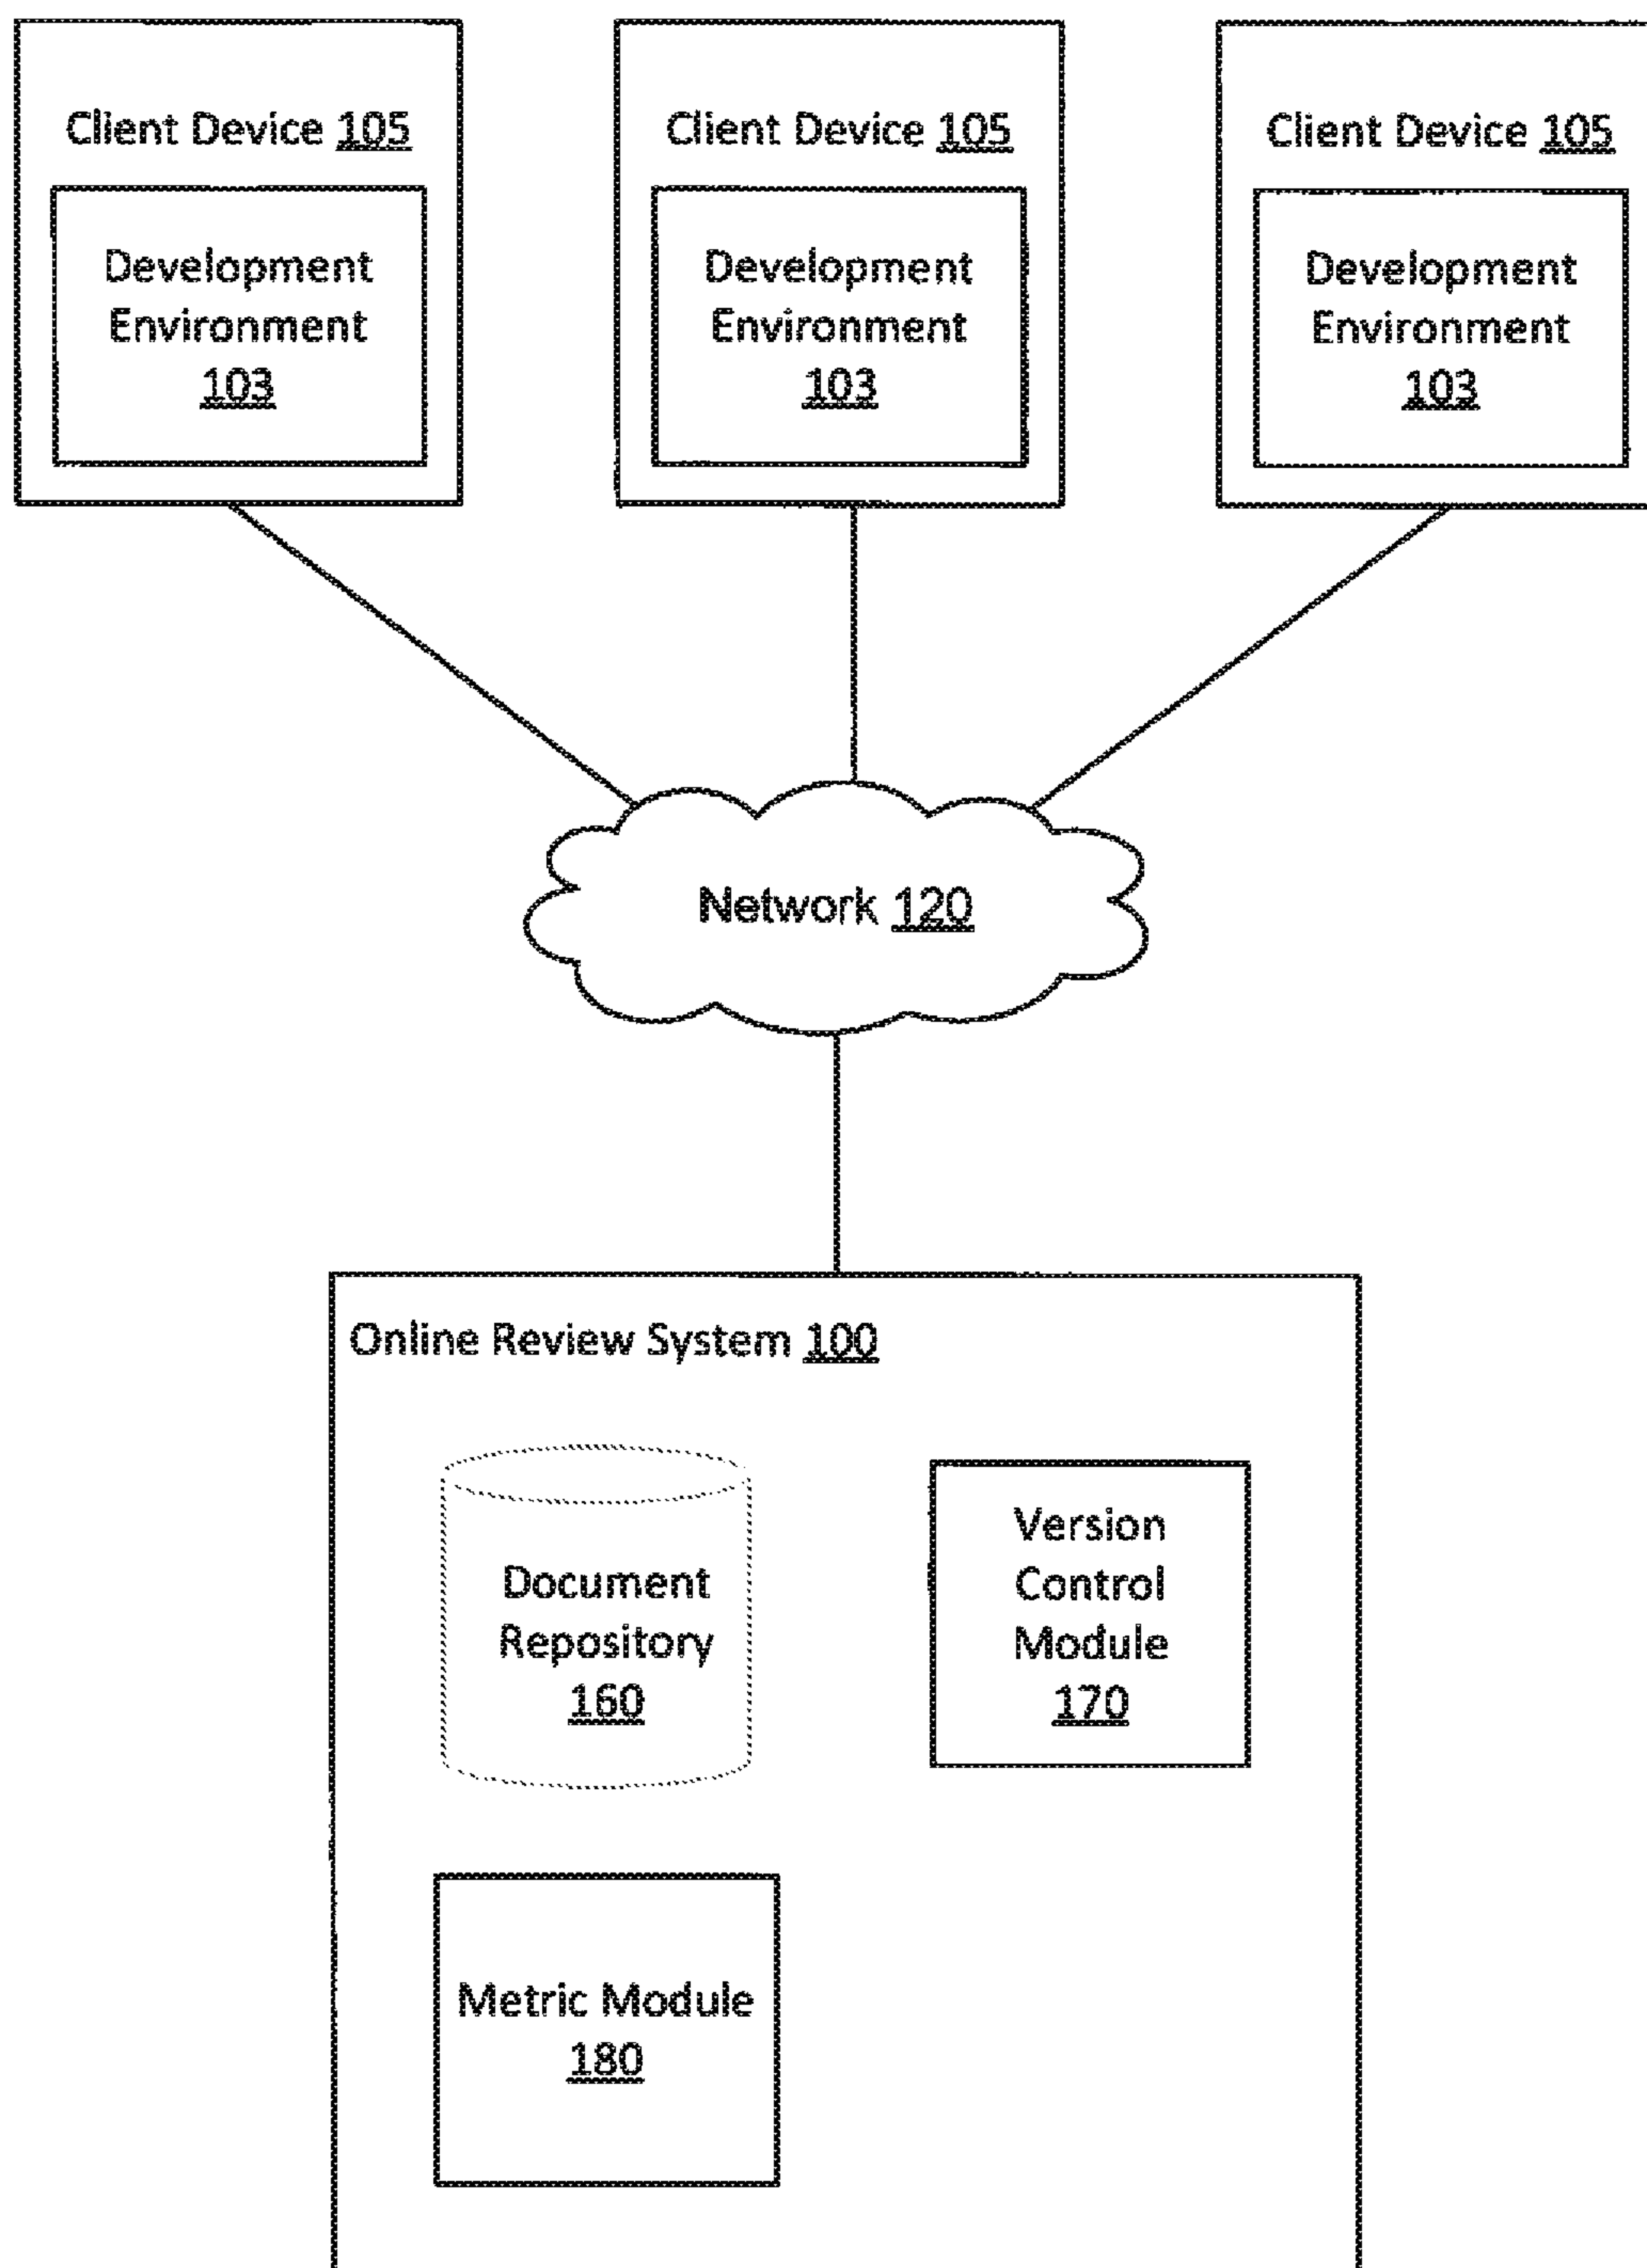 Client Device 105
Development
Environment
103
Client Device 105
Development
Environment
103
Client Device 105
Development
Environment
103
Network 120
Online Review System 100
Document
Repository
160
Version
Control
Module
170
Metric Module
180